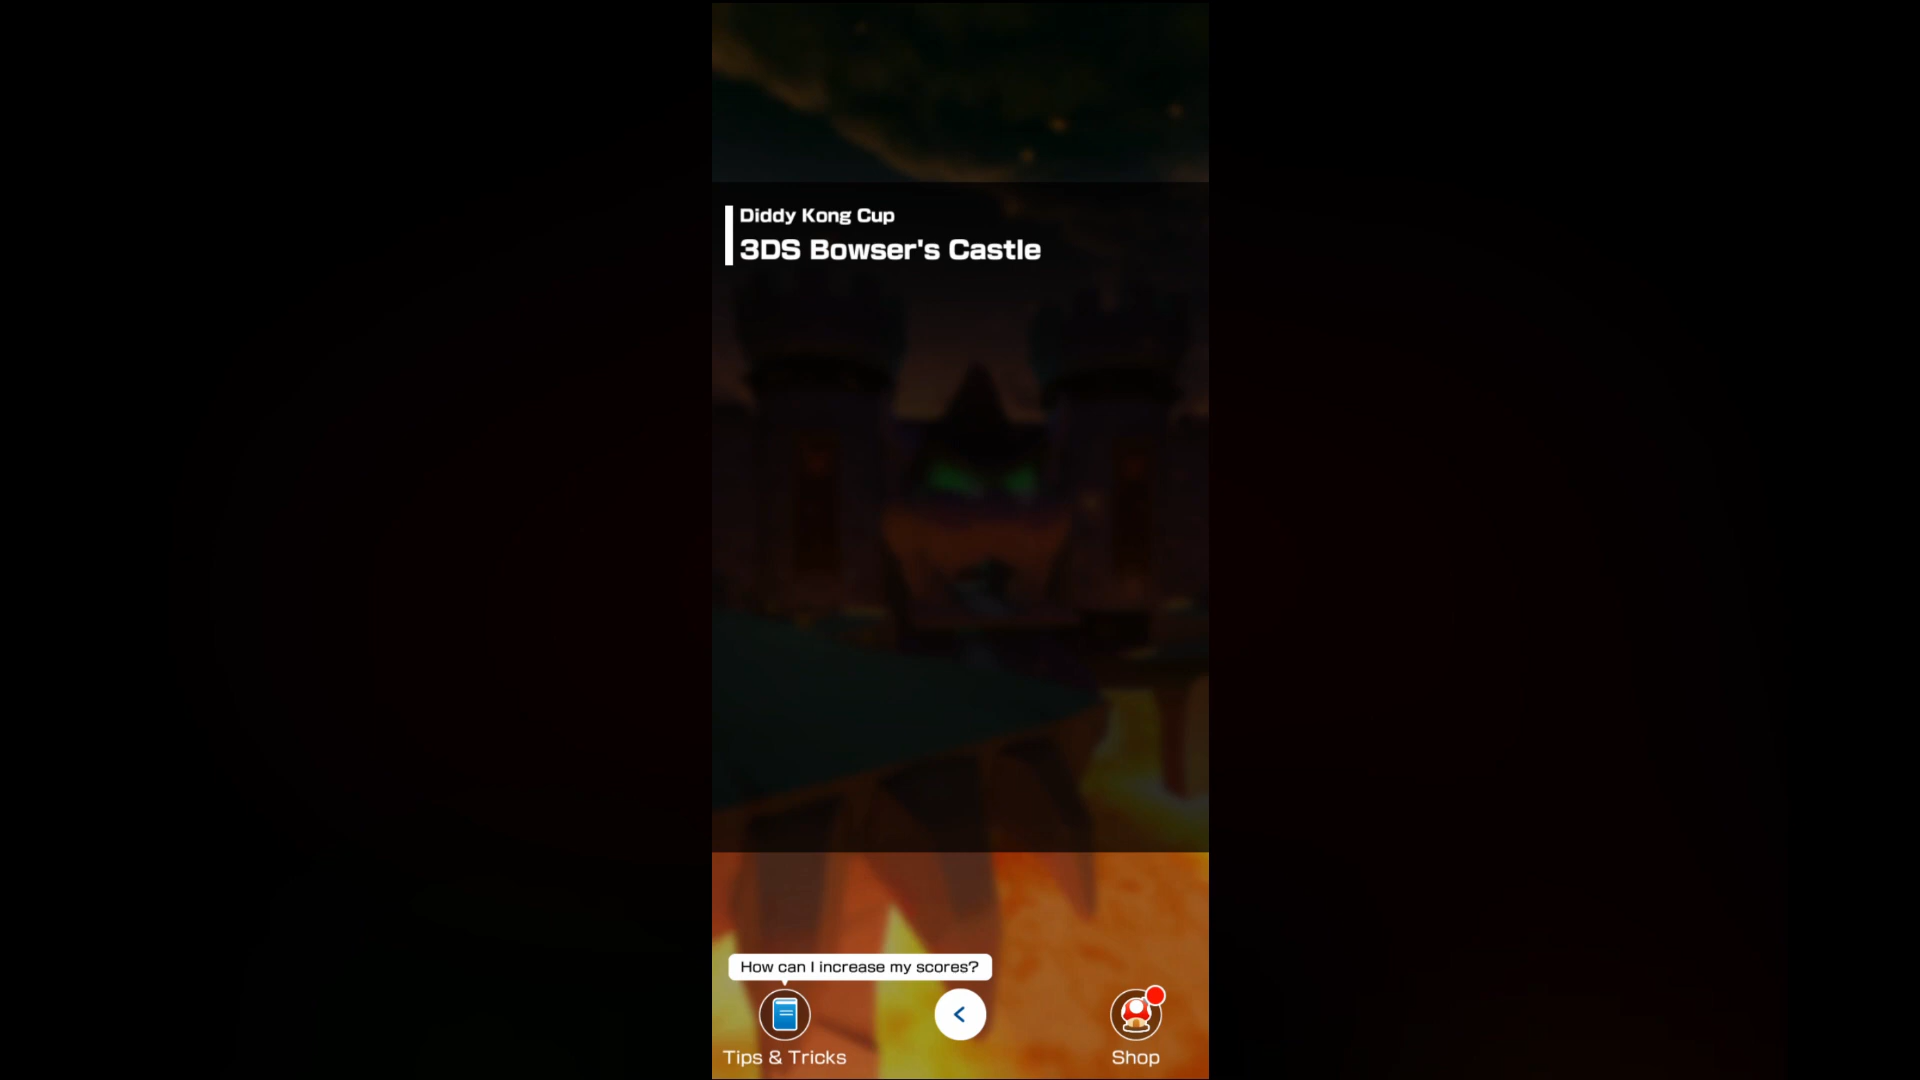 Diddy Kong Cup
3DS Bowser's Castle
How can I increase my scores?
Tips & Tricks
Shop